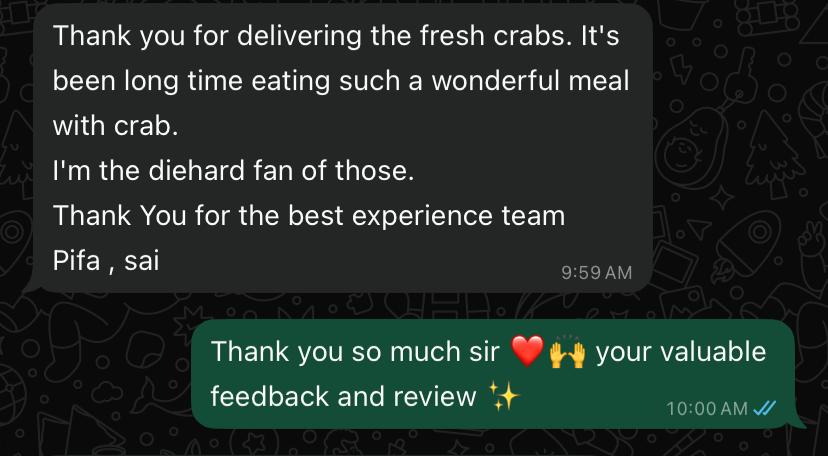 Thank you for delivering the fresh crabs. It's
been long time eating such a wonderful meal
with crab.
I'm the diehard fan of those.
Thank You for the best experience team
Pifa , sai
9:59 AM
Thank you so much sir ❤️🙌 your valuable
feedback and review ✨
10:00 AM